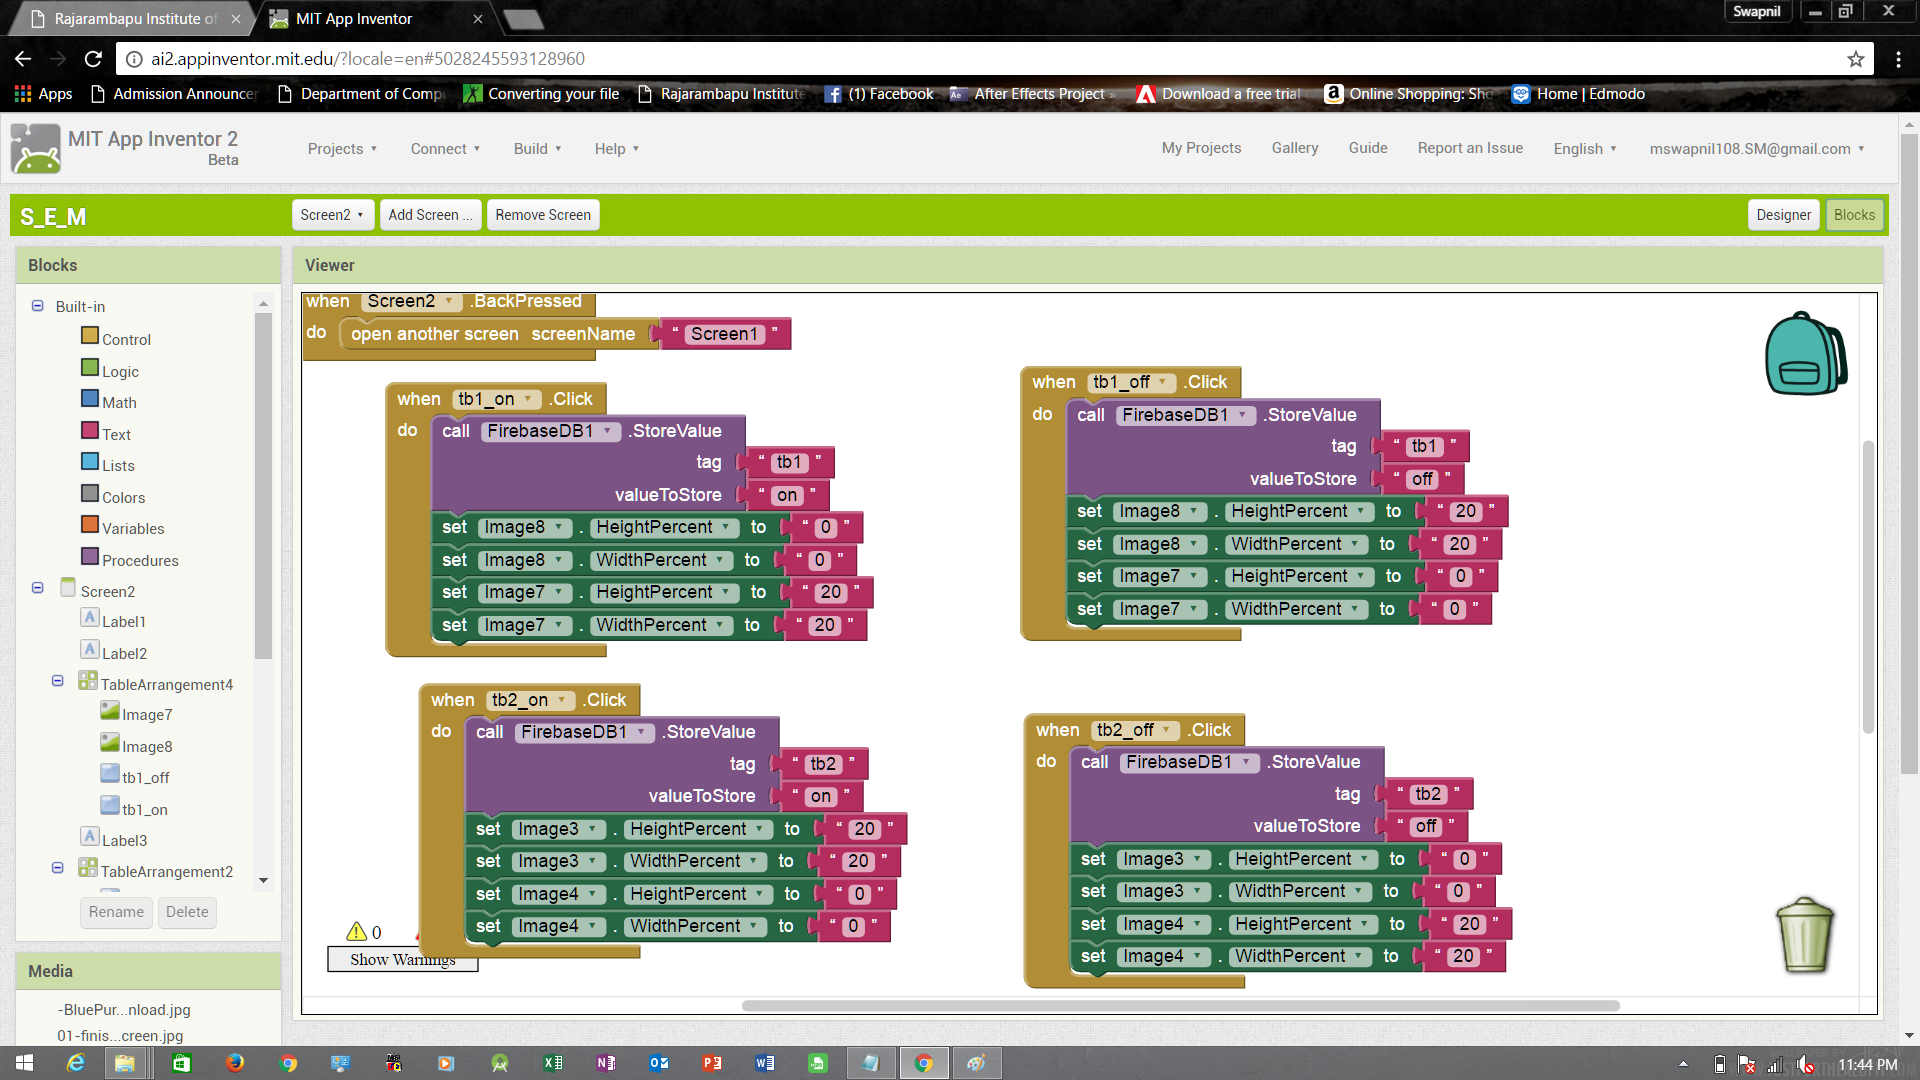 Rajarambapu Institute of
MIT App Inventor
Swapnil
ai2.appinventor.mit.edu/?locale=en#5028245593128960
Apps
Admission Announcer
Department of Compu
Converting your file
Rajarambapu Institute
(1) Facebook
After Effects Project »
Download a free trial
Online Shopping: Sho
Home | Edmodo
MIT App Inventor 2
Beta
Projects
Connect
Build
Help
My Projects
Gallery
Guide
Report an Issue
English
mswapnil108.SM@gmail.com
S_E_M
Screen2
Add Screen ...
Remove Screen
Designer
Blocks
Blocks
Built-in
Control
Logic
Math
Text
Lists
Colors
Variables
Procedures
Screen2
Label1
Label2
TableArrangement4
Image7
Image8
tb1_off
tb1_on
Label3
TableArrangement2
Rename
Delete
Media
-BluePur...nload.jpg
01-finis...creen.jpg
Viewer
when Screen2 .BackPressed
do open another screen screenName " Screen1 "
when tb1_on .Click
do call FirebaseDB1 .StoreValue
tag " tb1 "
valueToStore " on "
set Image8 . HeightPercent to " 0 "
set Image8 . WidthPercent to " 0 "
set Image7 . HeightPercent to " 20 "
set Image7 . WidthPercent to " 20 "
when tb1_off .Click
do call FirebaseDB1 .StoreValue
tag " tb1 "
valueToStore " off "
set Image8 . HeightPercent to " 20 "
set Image8 . WidthPercent to " 20 "
set Image7 . HeightPercent to " 0 "
set Image7 . WidthPercent to " 0 "
when tb2_on .Click
do call FirebaseDB1 .StoreValue
tag " tb2 "
valueToStore " on "
set Image3 . HeightPercent to " 20 "
set Image3 . WidthPercent to " 20 "
set Image4 . HeightPercent to " 0 "
set Image4 . WidthPercent to " 0 "
when tb2_off .Click
do call FirebaseDB1 .StoreValue
tag " tb2 "
valueToStore " off "
set Image3 . HeightPercent to " 0 "
set Image3 . WidthPercent to " 0 "
set Image4 . HeightPercent to " 20 "
set Image4 . WidthPercent to " 20 "
0
Show Warnings
11:44 PM